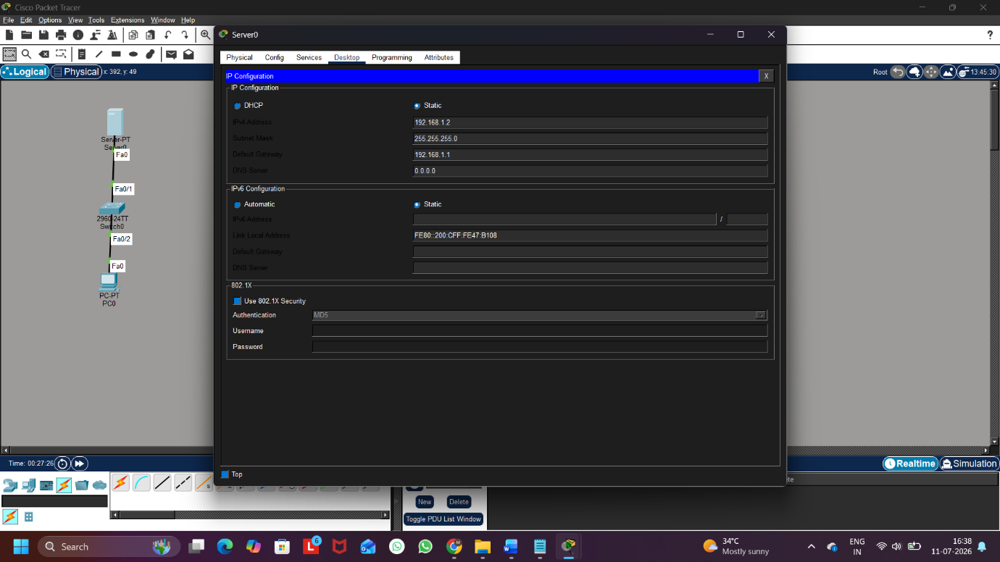 Cisco Packet Tracer
File Edit Options View Tools Extensions Window Help
?
Logical Physical x: 392, y: 49
Root 13:45:30
Server-PT
Server0
Fa0
Fa0/1
2960-24TT
Switch0
Fa0/2
Fa0
PC-PT
PC0
Server0
Physical Config Services Desktop Programming Attributes
IP Configuration X
IP Configuration
DHCP Static
IPv4 Address 192.168.1.2
Subnet Mask 255.255.255.0
Default Gateway 192.168.1.1
DNS Server 0.0.0.0
IPv6 Configuration
Automatic Static
IPv6 Address /
Link Local Address FE80::200:CFF:FE47:B108
Default Gateway
DNS Server
802.1X
Use 802.1X Security
Authentication MD5
Username
Password
Top
Time: 00:27:26
Realtime Simulation
New Delete
Toggle PDU List Window
Search
6
34°C
Mostly sunny
ENG
IN
16:38
11-07-2026